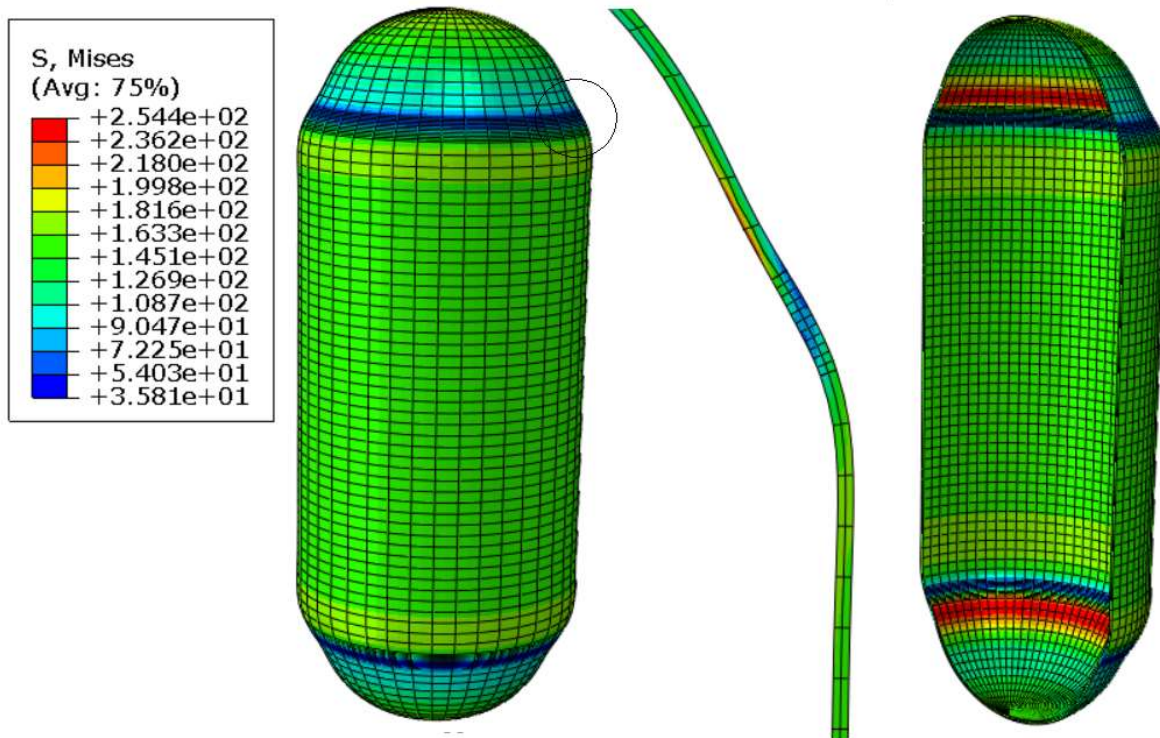 S, Mises
(Avg: 75%)
+2.544e+02
+2.362e+02
+2.180e+02
+1.998e+02
+1.816e+02
+1.633e+02
+1.451e+02
+1.269e+02
+1.087e+02
+9.047e+01
+7.225e+01
+5.403e+01
+3.581e+01